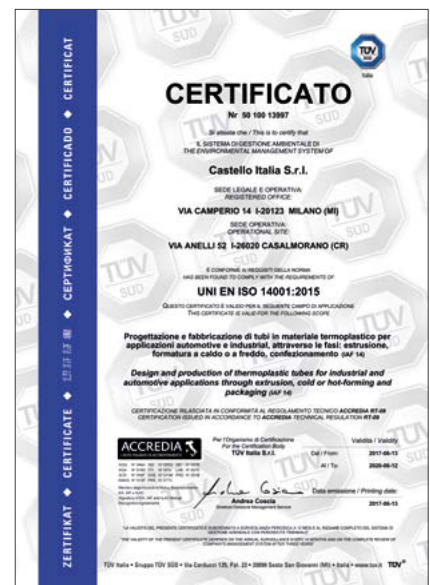 TÜV
SÜD
Italia
CERTIFICATO
Nr 50 100 13997
Si attesta che / This is to certify that
IL SISTEMA DI GESTIONE AMBIENTALE DI
THE ENVIRONMENTAL MANAGEMENT SYSTEM OF
Castello Italia S.r.l.
SEDE LEGALE E OPERATIVA:
REGISTERED OFFICE:
VIA CAMPERIO 14 I-20123 MILANO (MI)
SEDE OPERATIVA:
OPERATIONAL SITE:
VIA ANELLI 52 I-26020 CASALMORANO (CR)
È CONFORME AI REQUISITI DELLA NORMA
HAS BEEN FOUND TO COMPLY WITH THE REQUIREMENTS OF
UNI EN ISO 14001:2015
QUESTO CERTIFICATO È VALIDO PER IL SEGUENTE CAMPO DI APPLICAZIONE
THIS CERTIFICATE IS VALID FOR THE FOLLOWING SCOPE
Progettazione e fabbricazione di tubi in materiale termoplastico per
applicazioni automotive e industrial, attraverso le fasi: estrusione,
formatura a caldo o a freddo, confezionamento (IAF 14)
Design and production of thermoplastic tubes for industrial and
automotive applications through extrusion, cold or hot-forming and
packaging (IAF 14)
CERTIFICAZIONE RILASCIATA IN CONFORMITÀ AL REGOLAMENTO TECNICO ACCREDIA RT-09
CERTIFICATION ISSUED IN ACCORDANCE TO ACCREDIA TECHNICAL REGULATION RT-09
ACCREDIA
Per l'Organismo di Certificazione
For the Certification Body
TÜV Italia S.r.l.
Validità / Validity
Dal / From: 2017-06-13
Al / To: 2020-06-12
Andrea Coscia
Data emissione / Printing date:
2017-06-13
TÜV Italia • Gruppo TÜV SÜD • Via Carducci 125, Pal. 23 • 20099 Sesto San Giovanni (MI) • Italia • www.tuv.it TÜV®
ZERTIFIKAT ◆ CERTIFICATE ◆ ◆ СЕРТИФИКАТ ◆ CERTIFICADO ◆ CERTIFICAT